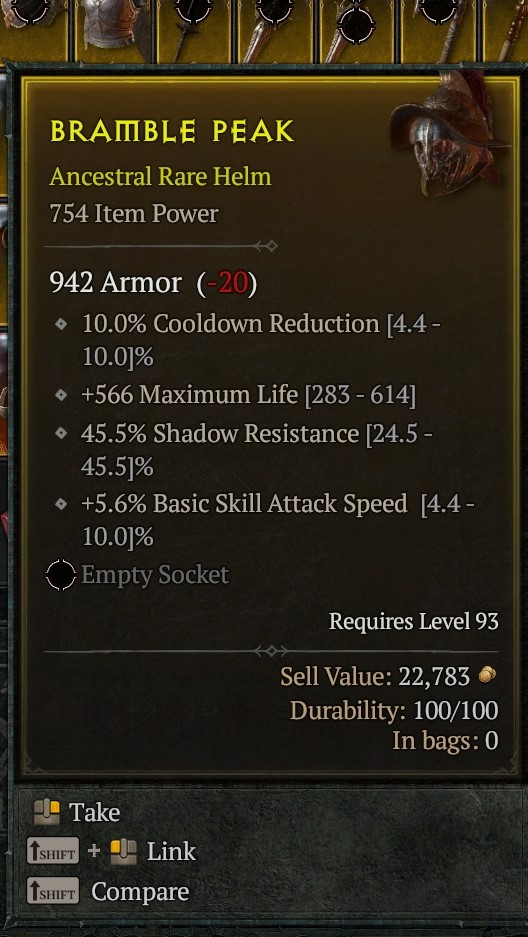 BRAMBLE PEAK
Ancestral Rare Helm
754 Item Power
942 Armor (-20)
10.0% Cooldown Reduction [4.4 -
10.0]%
+566 Maximum Life [283 - 614]
45.5% Shadow Resistance [24.5 -
45.5]%
+5.6% Basic Skill Attack Speed [4.4 -
10.0]%
Empty Socket
Requires Level 93
Sell Value: 22,783
Durability: 100/100
In bags: 0
Take
SHIFT + Link
SHIFT Compare